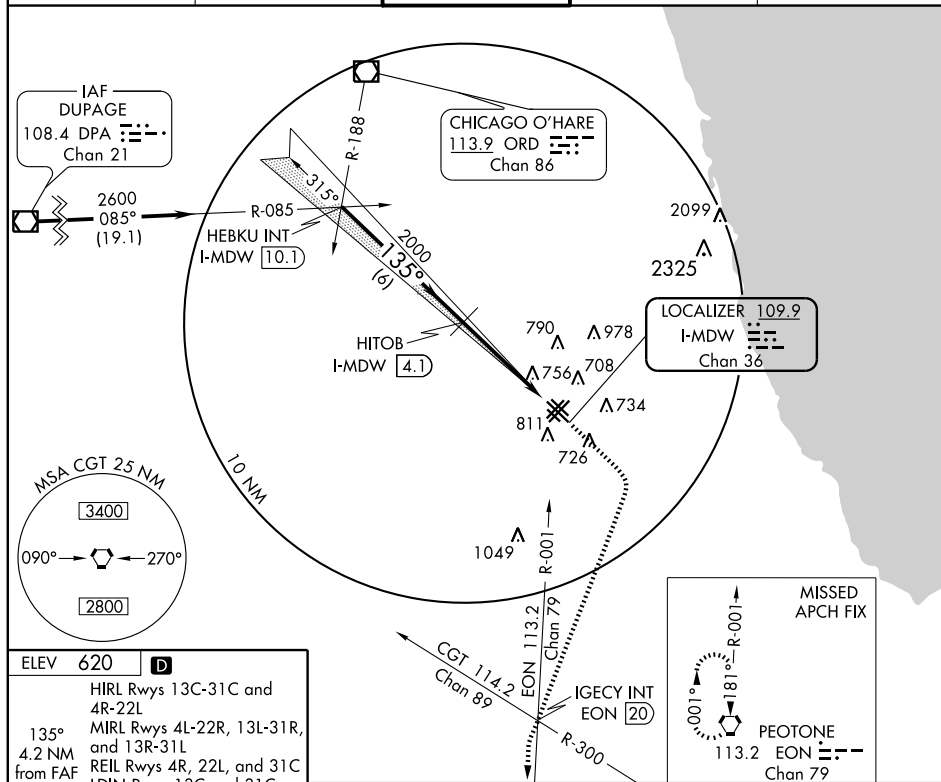 IAF
DUPAGE
108.4 DPA
Chan 21
2600
085°
(19.1)
R-085
R-188
CHICAGO O'HARE
113.9 ORD
Chan 86
315°
HEBKU INT
I-MDW 10.1
2000
135°
(6)
HITOB
I-MDW 4.1
2099
2325
LOCALIZER 109.9
I-MDW
Chan 36
790
978
756
708
734
811
726
10 NM
MSA CGT 25 NM
3400
090°
270°
2800
1049
R-001
EON 113.2
Chan 79
CGT 114.2
Chan 89
IGECY INT
EON 20
R-300
MISSED
APCH FIX
R-001
181°
001°
PEOTONE
113.2 EON
Chan 79
ELEV 620 D
HIRL Rwys 13C-31C and
4R-22L
MIRL Rwys 4L-22R, 13L-31R,
and 13R-31L
REIL Rwys 4R, 22L, and 31C
LDIN Rwys 13C and 31C
135°
4.2 NM
from FAF